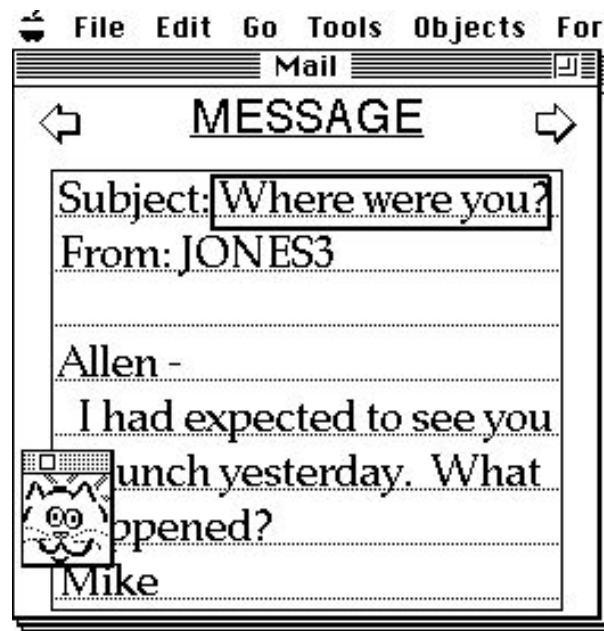 File Edit Go Tools Objects For
Mail
MESSAGE
Subject: Where were you?
From: JONES3
Allen -
I had expected to see you
unch yesterday. What
ppened?
Mike